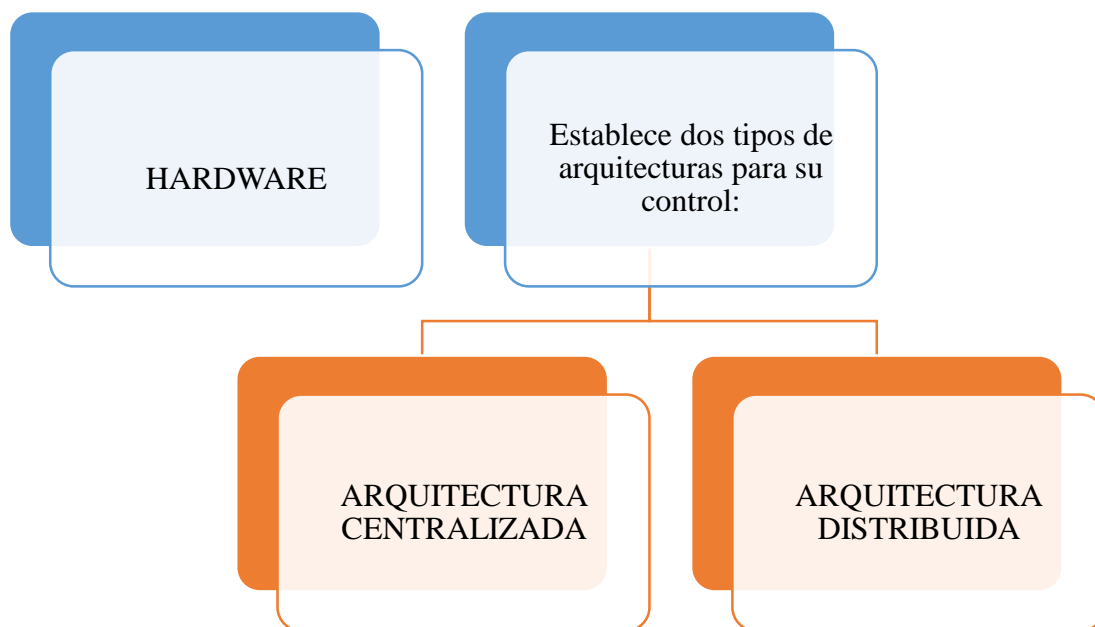 HARDWARE
Establece dos tipos de
arquitecturas para su
control:
ARQUITECTURA
CENTRALIZADA
ARQUITECTURA
DISTRIBUIDA